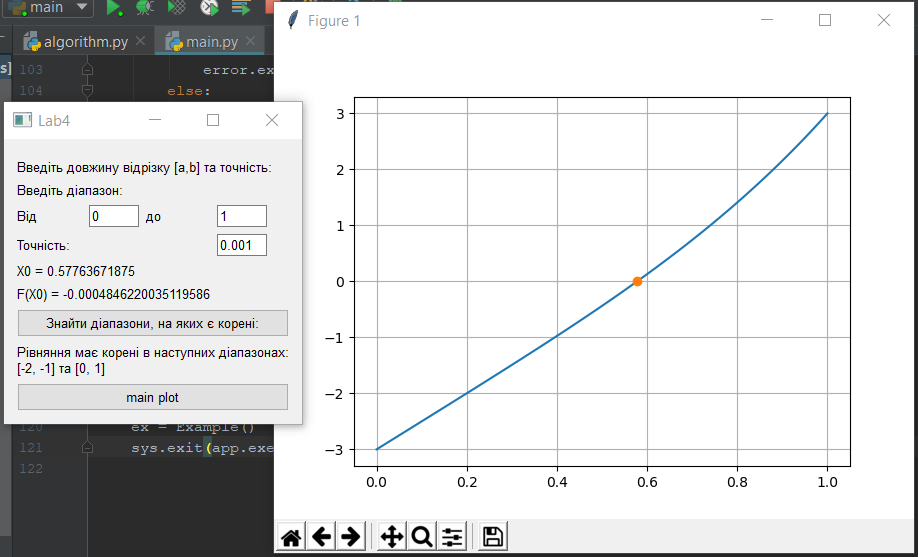 main
algorithm.py
main.py
s]
103
error.ex
104
else:
Lab4
Введіть довжину відрізку [a,b] та точність:
Введіть діапазон:
Від 0 до 1
Точність: 0.001
X0 = 0.57763671875
F(X0) = -0.0004846220035119586
Знайти діапазони, на яких є корені:
Рівняння має корені в наступних діапазонах:
[-2, -1] та [0, 1]
main plot
120
ex = Example()
121
sys.exit(app.exe
122
Figure 1
3
2
1
0
−1
−2
−3
0.0 0.2 0.4 0.6 0.8 1.0